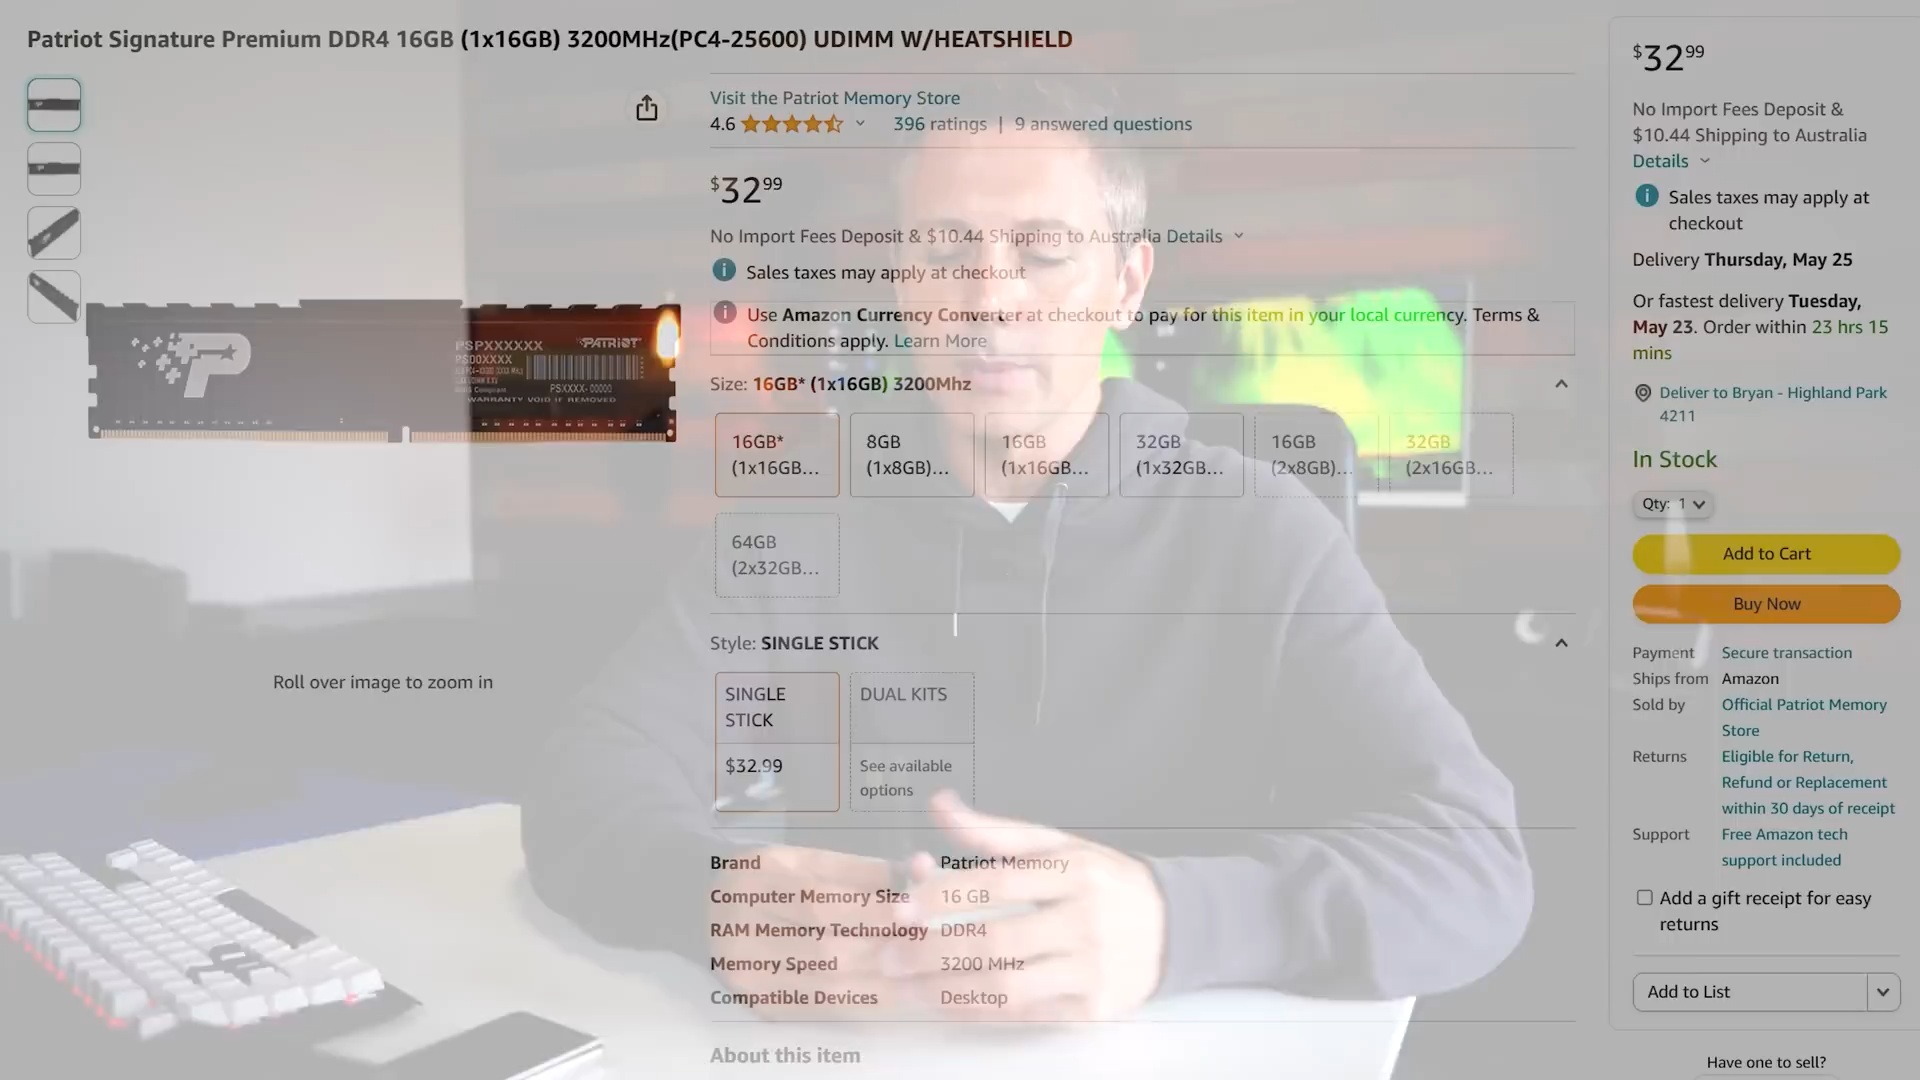 Patriot Signature Premium DDR4 16GB (1x16GB) 3200MHz(PC4-25600) UDIMM W/HEATSHIELD
Visit the Patriot Memory Store
4.6
396 ratings | 9 answered questions
$32 99
No Import Fees Deposit & $10.44 Shipping to Australia Details
Sales taxes may apply at checkout
Use Amazon Currency Converter at checkout to pay for this item in your local currency. Terms &
Conditions apply. Learn More
Size: 16GB* (1x16GB) 3200Mhz
16GB*
(1x16GB...
8GB
(1x8GB)...
16GB
(1x16GB...
32GB
(1x32GB...
16GB
(2x8GB)...
32GB
(2x16GB...
64GB
(2x32GB...
Style: SINGLE STICK
SINGLE
STICK
$32.99
DUAL KITS
See available
options
Brand Patriot Memory
Computer Memory Size 16 GB
RAM Memory Technology DDR4
Memory Speed 3200 MHz
Compatible Devices Desktop
About this item
PSPXXXXXX
PATRIOT
PS00XXXX
PSXXXX-00000
WARRANTY VOID IF REMOVED
Roll over image to zoom in
$32 99
No Import Fees Deposit &
$10.44 Shipping to Australia
Details
Sales taxes may apply at
checkout
Delivery Thursday, May 25
Or fastest delivery Tuesday,
May 23. Order within 23 hrs 15
mins
Deliver to Bryan - Highland Park
4211
In Stock
Qty: 1
Add to Cart
Buy Now
Payment Secure transaction
Ships from Amazon
Sold by Official Patriot Memory
Store
Returns Eligible for Return,
Refund or Replacement
within 30 days of receipt
Support Free Amazon tech
support included
Add a gift receipt for easy
returns
Add to List
Have one to sell?